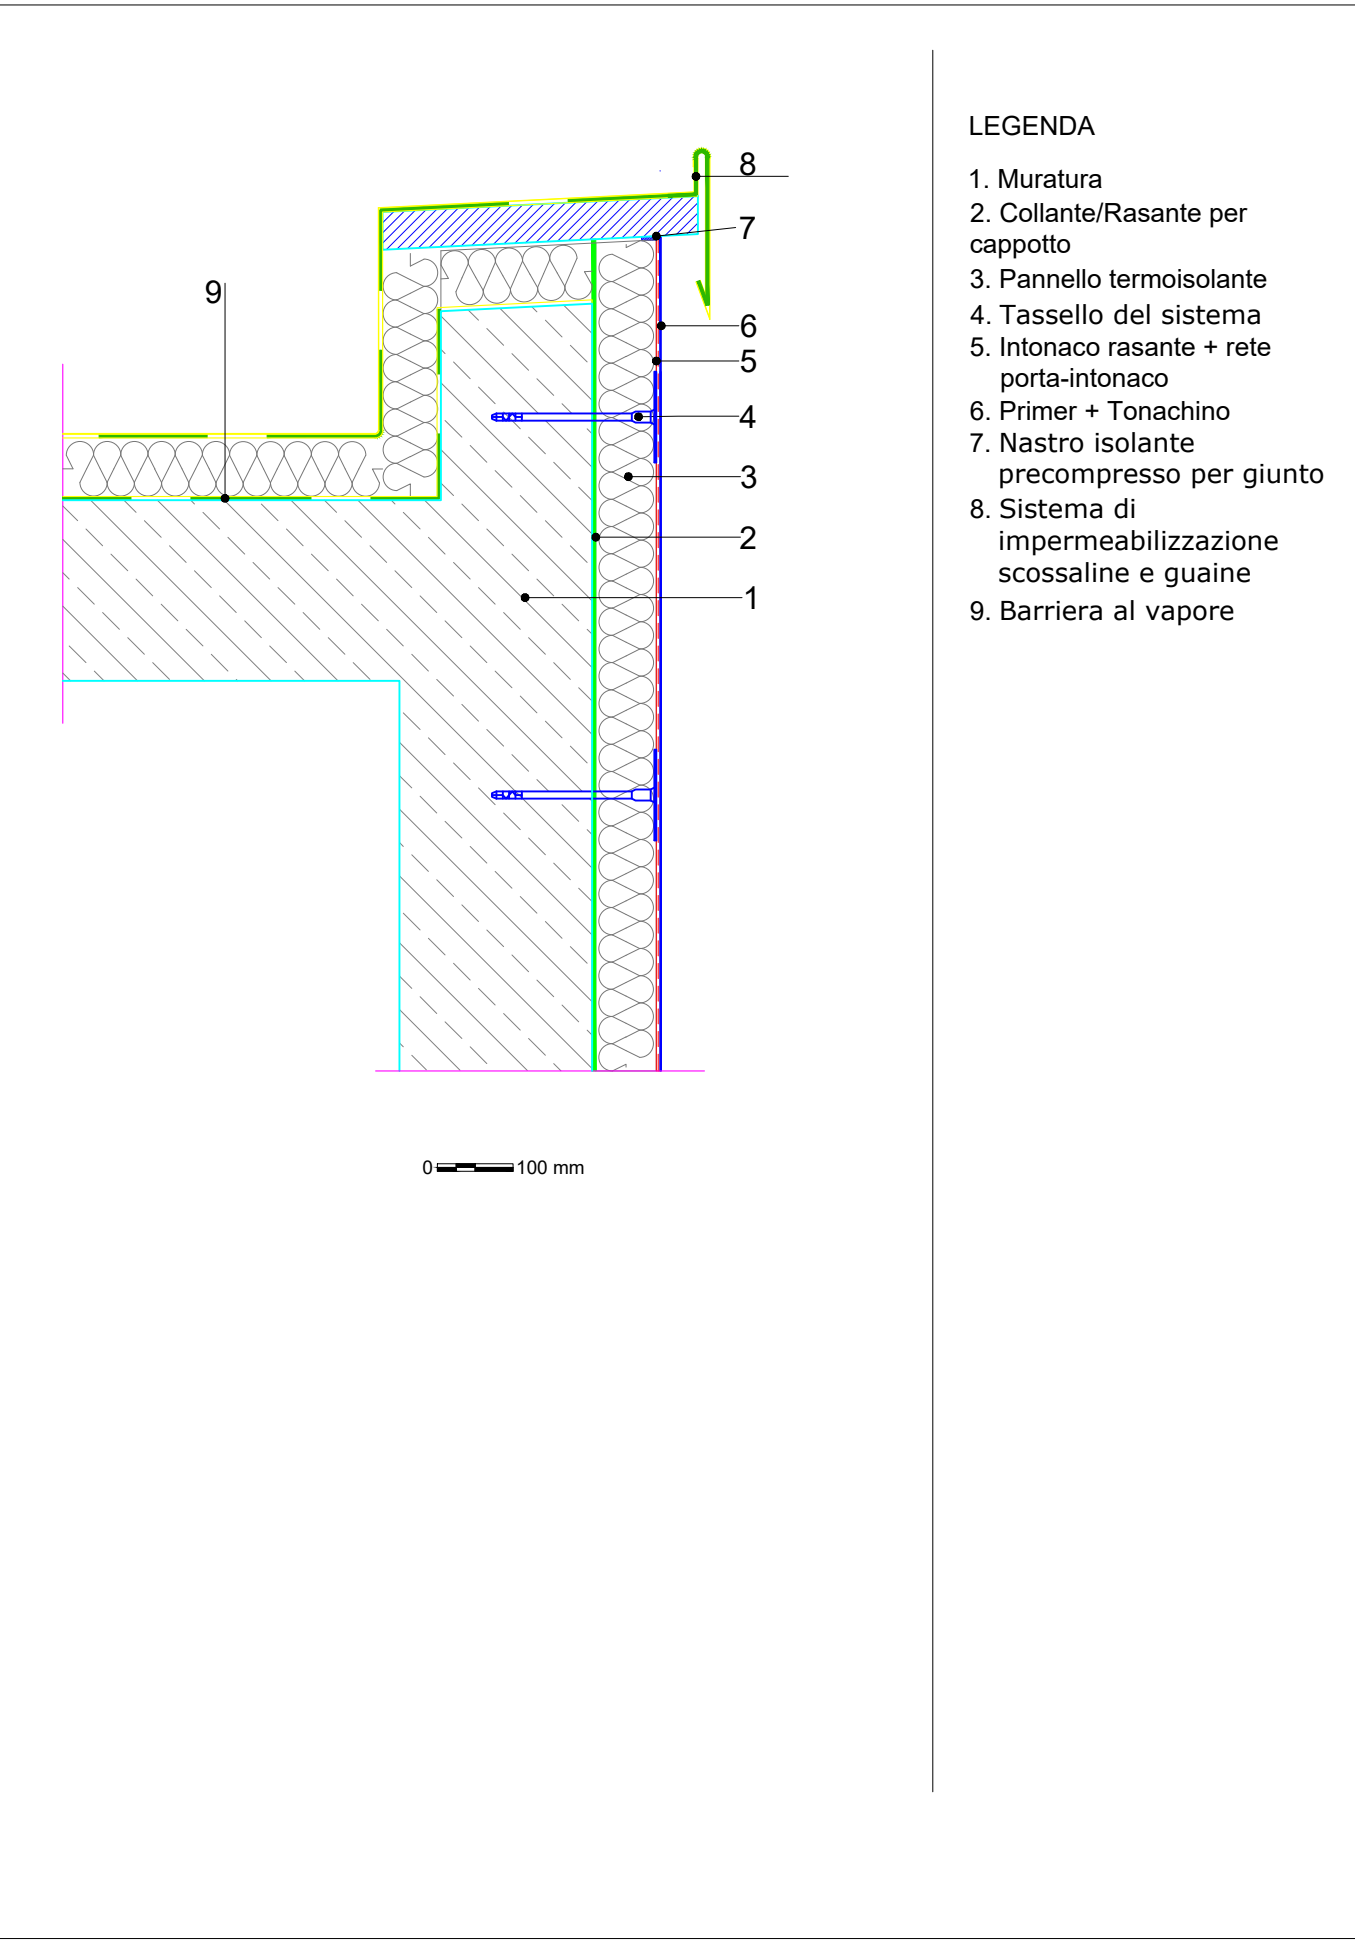 8
7
9
6
5
4
3
2
1
0 100 mm
LEGENDA
1. Muratura
2. Collante/Rasante per
cappotto
3. Pannello termoisolante
4. Tassello del sistema
5. Intonaco rasante + rete
porta-intonaco
6. Primer + Tonachino
7. Nastro isolante
precompresso per giunto
8. Sistema di
impermeabilizzazione
scossaline e guaine
9. Barriera al vapore